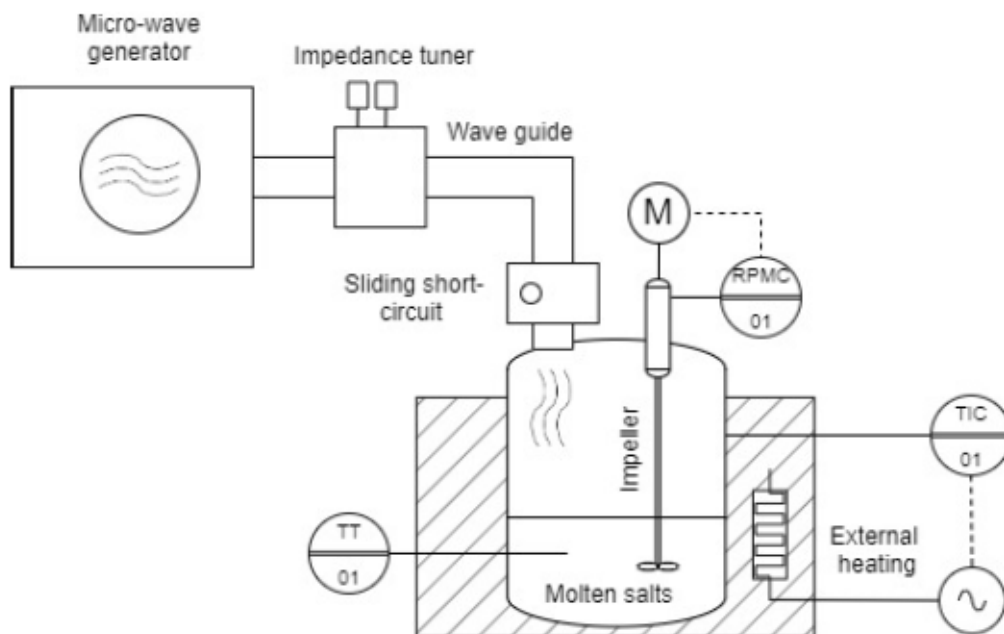 Micro-wave
generator
Impedance tuner
Wave guide
M
Sliding short-
circuit
RPMC
01
Impeller
TIC
01
TT
01
External
heating
Molten salts